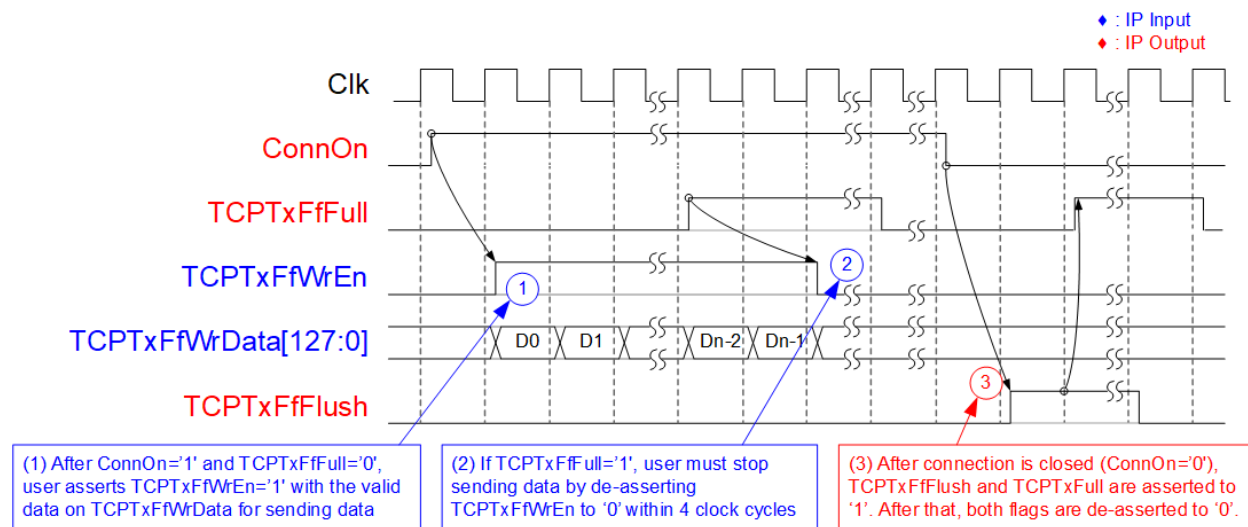 ♦ : IP Input
♦ : IP Output
Clk
ConnOn
TCPTxFfFull
TCPTxFfWrEn
1
2
TCPTxFfWrData[127:0]
D0 D1 Dn-2 Dn-1
TCPTxFfFlush
3
(1) After ConnOn='1' and TCPTxFfFull='0',
user asserts TCPTxFfWrEn='1' with the valid
data on TCPTxFfWrData for sending data
(2) If TCPTxFfFull='1', user must stop
sending data by de-asserting
TCPTxFfWrEn to ‘0’ within 4 clock cycles
(3) After connection is closed (ConnOn='0'),
TCPTxFfFlush and TCPTxFull are asserted to
‘1’. After that, both flags are de-asserted to ‘0’.